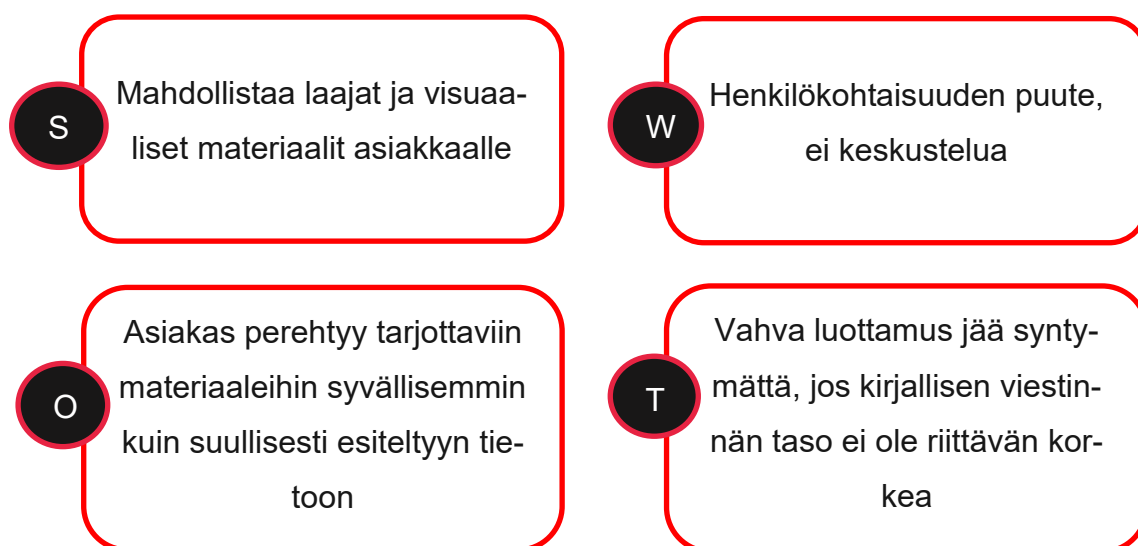 S
Mahdollistaa laajat ja visuaa-
liset materiaalit asiakkaalle
W
Henkilökohtaisuuden puute,
ei keskustelua
O
Asiakas perehtyy tarjottaviin
materiaaleihin syvällisemmin
kuin suullisesti esiteltyyn tie-
toon
T
Vahva luottamus jää synty-
mättä, jos kirjallisen viestin-
nän taso ei ole riittävän kor-
kea